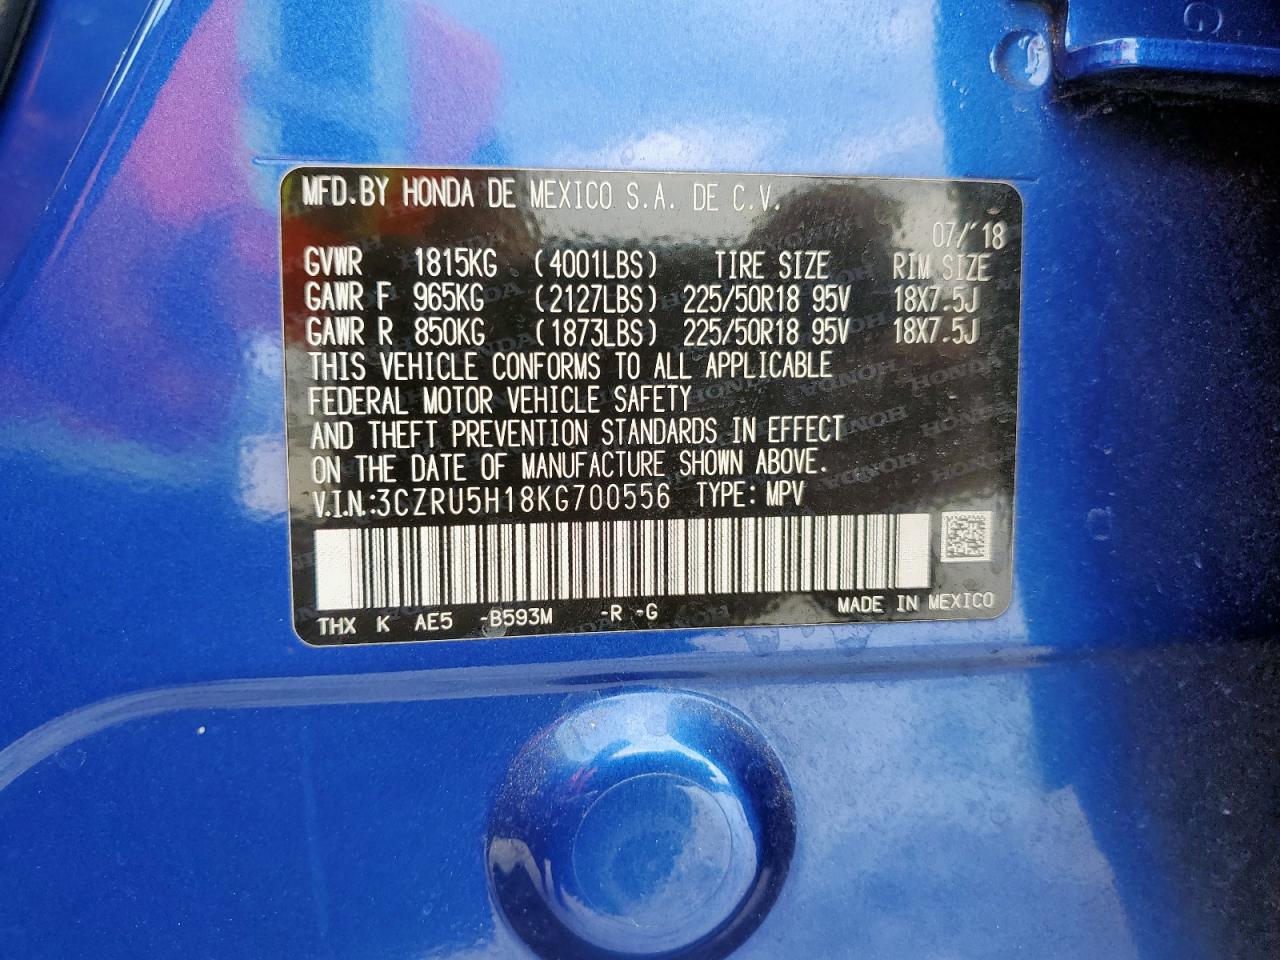 MFD.BY HONDA DE MEXICO S.A. DE C.V.
07/'18
GVWR 1815KG (4001LBS) TIRE SIZE RIM SIZE
GAWR F 965KG (2127LBS) 225/50R18 95V 18X7.5J
GAWR R 850KG (1873LBS) 225/50R18 95V 18X7.5J
THIS VEHICLE CONFORMS TO ALL APPLICABLE
FEDERAL MOTOR VEHICLE SAFETY
AND THEFT PREVENTION STANDARDS IN EFFECT
ON THE DATE OF MANUFACTURE SHOWN ABOVE.
V.I.N.:3CZRU5H18KG700556 TYPE: MPV
THX K AE5 -B593M -R -G MADE IN MEXICO